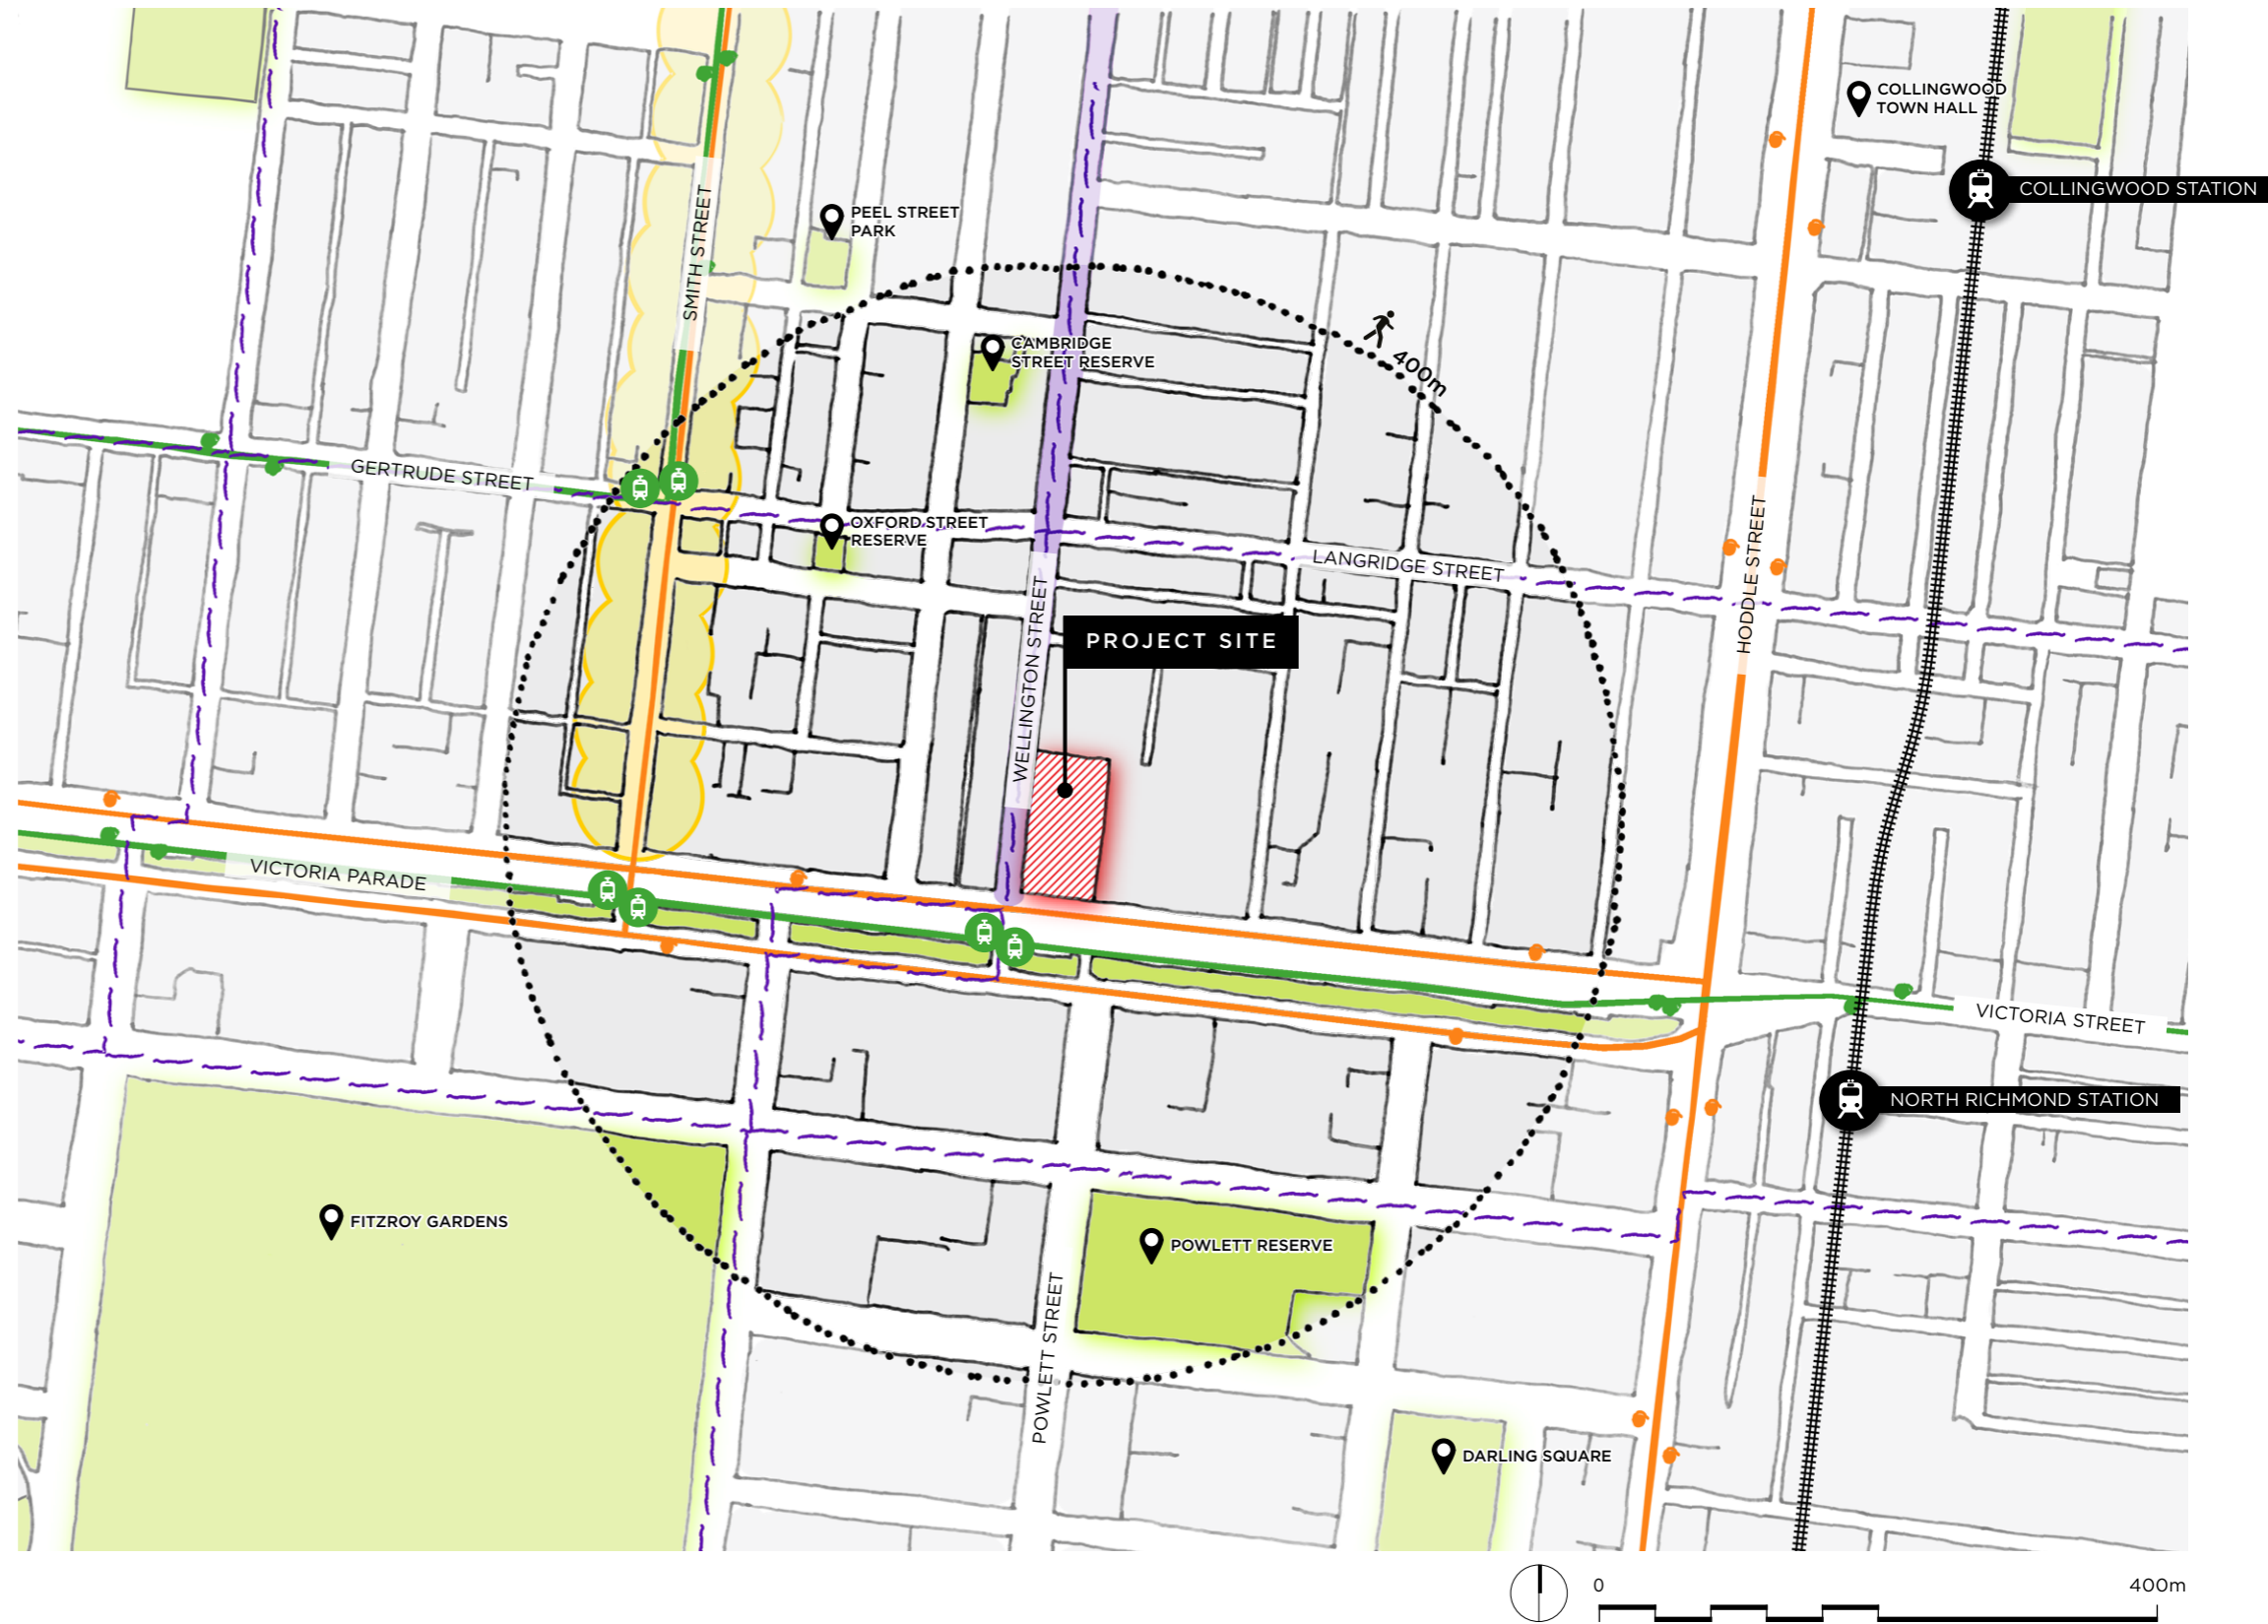 COLLINGWOOD
TOWN HALL
COLLINGWOOD STATION
SMITH STREET
PEEL STREET
PARK
CAMBRIDGE
STREET RESERVE
400m
GERTRUDE STREET
OXFORD STREET
RESERVE
LANGRIDGE STREET
HODDLE STREET
WELLINGTON STREET
PROJECT SITE
VICTORIA PARADE
VICTORIA STREET
NORTH RICHMOND STATION
FITZROY GARDENS
POWLETT RESERVE
POWLETT STREET
DARLING SQUARE
0
400m